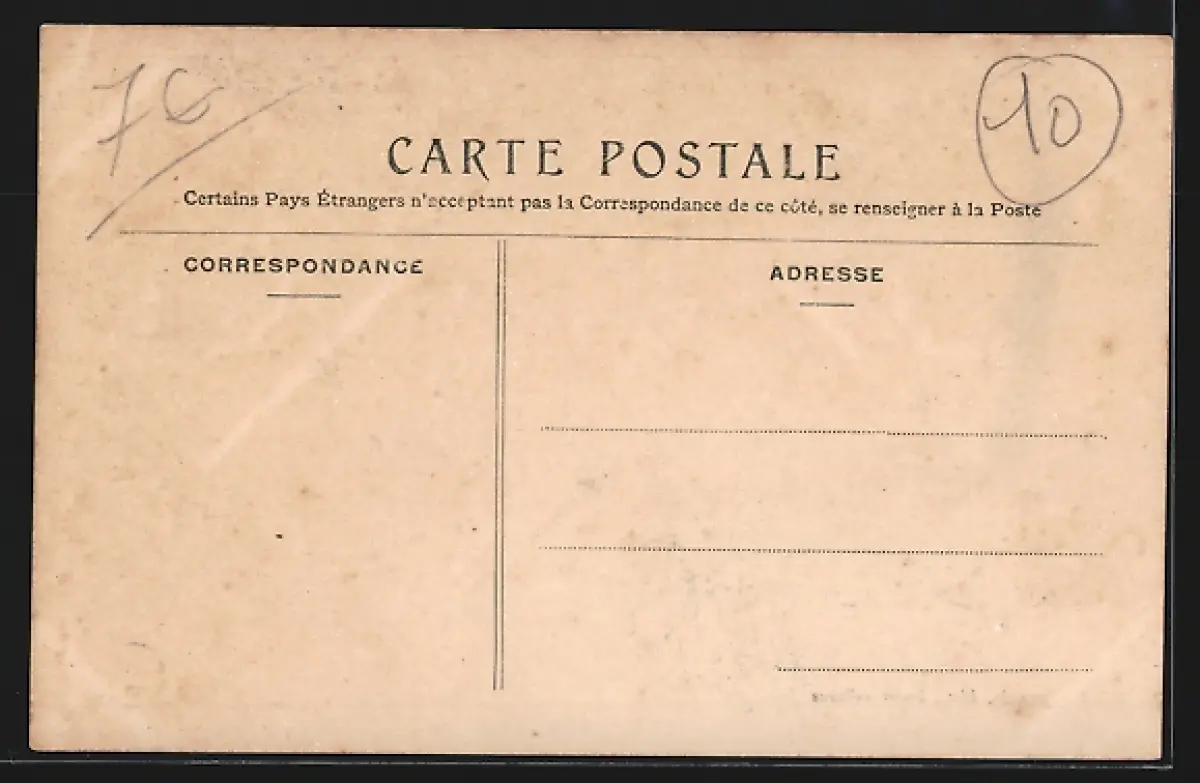 7€
10
CARTE POSTALE
Certains Pays Étrangers n'acceptant pas la Correspondance de ce côté, se renseigner à la Poste
CORRESPONDANCE
ADRESSE